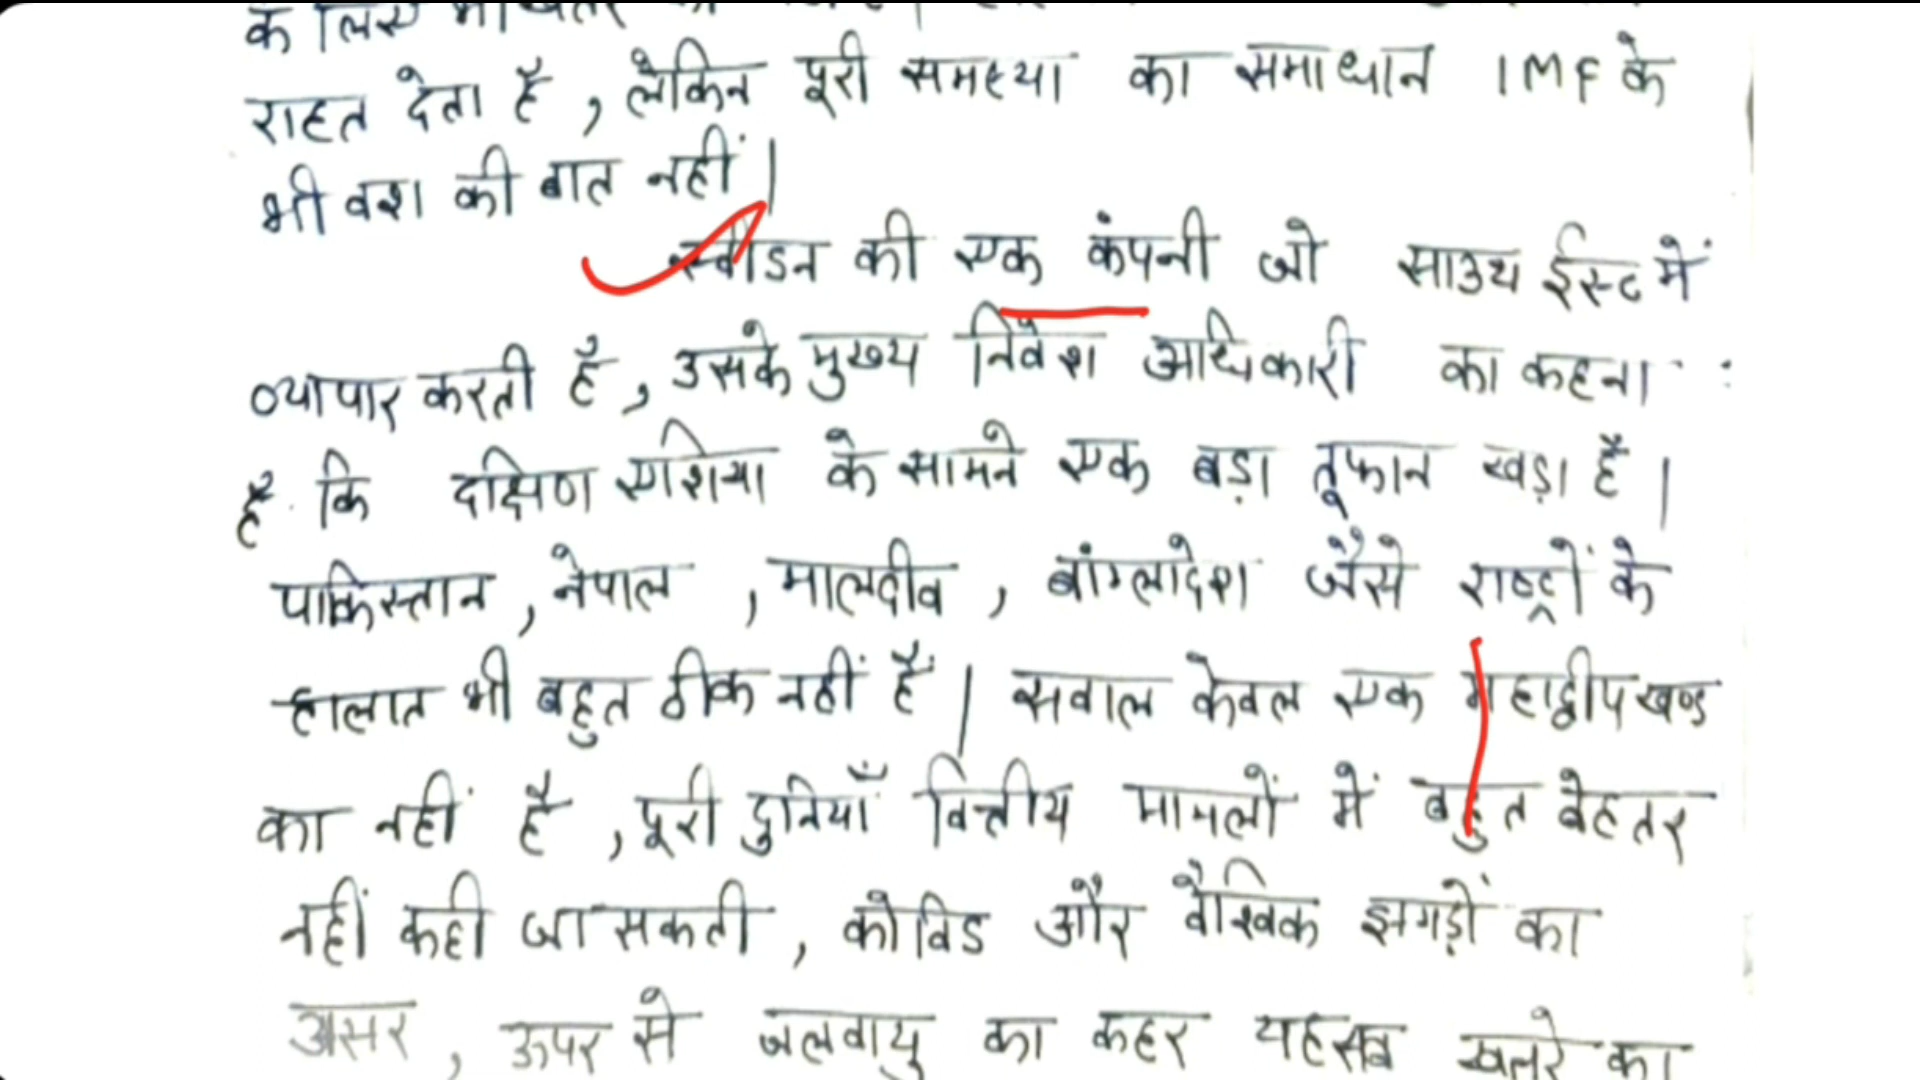 के लिए
राहत देता है, लेकिन पूरी समस्या का समाधान IMF के
भी वश की बात नहीं|
स्वीडन की एक कंपनी जो साउथ ईस्ट में
व्यापार करती है, उसके मुख्य निवेश अधिकारी का कहना
है कि दक्षिण एशिया के सामने एक बड़ा तूफान खड़ा है|
पाकिस्तान, नेपाल, मालदीव, बांग्लादेश जैसे राष्ट्रों के
हालात भी बहुत ठीक नहीं हैं| सवाल केवल एक महाद्वीप खण्ड
का नहीं है, पूरी दुनियाँ वित्तीय मामलों में बहुत बेहतर
नहीं कही जा सकती, कोविड और वैश्विक झगड़ों का
असर, ऊपर से जलवायु का कहर यह सब खतरे का